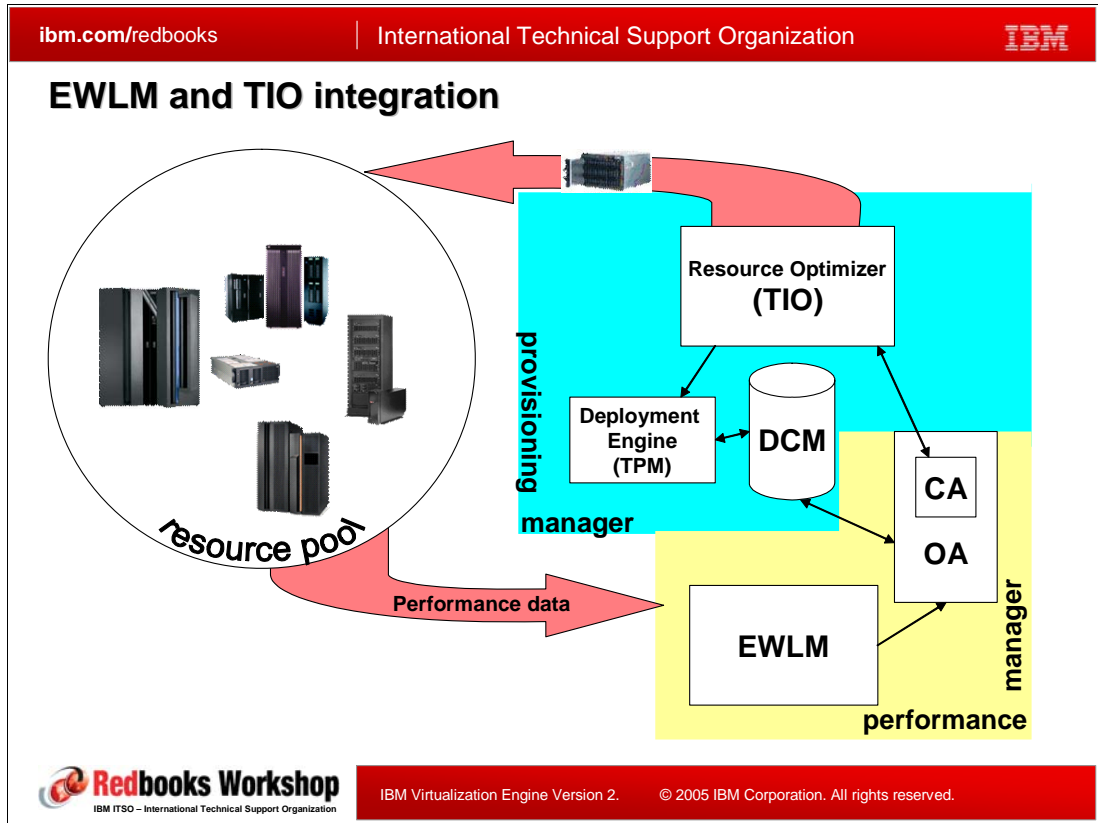 ibm.com/redbooks
International Technical Support Organization
IBM
EWLM and TIO integration
Resource Optimizer
(TIO)
provisioning
manager
Deployment
Engine
(TPM)
DCM
CA
OA
resource pool
Performance data
EWLM
manager
performance
Redbooks Workshop
IBM ITSO – International Technical Support Organization
IBM Virtualization Engine Version 2.
© 2005 IBM Corporation. All rights reserved.